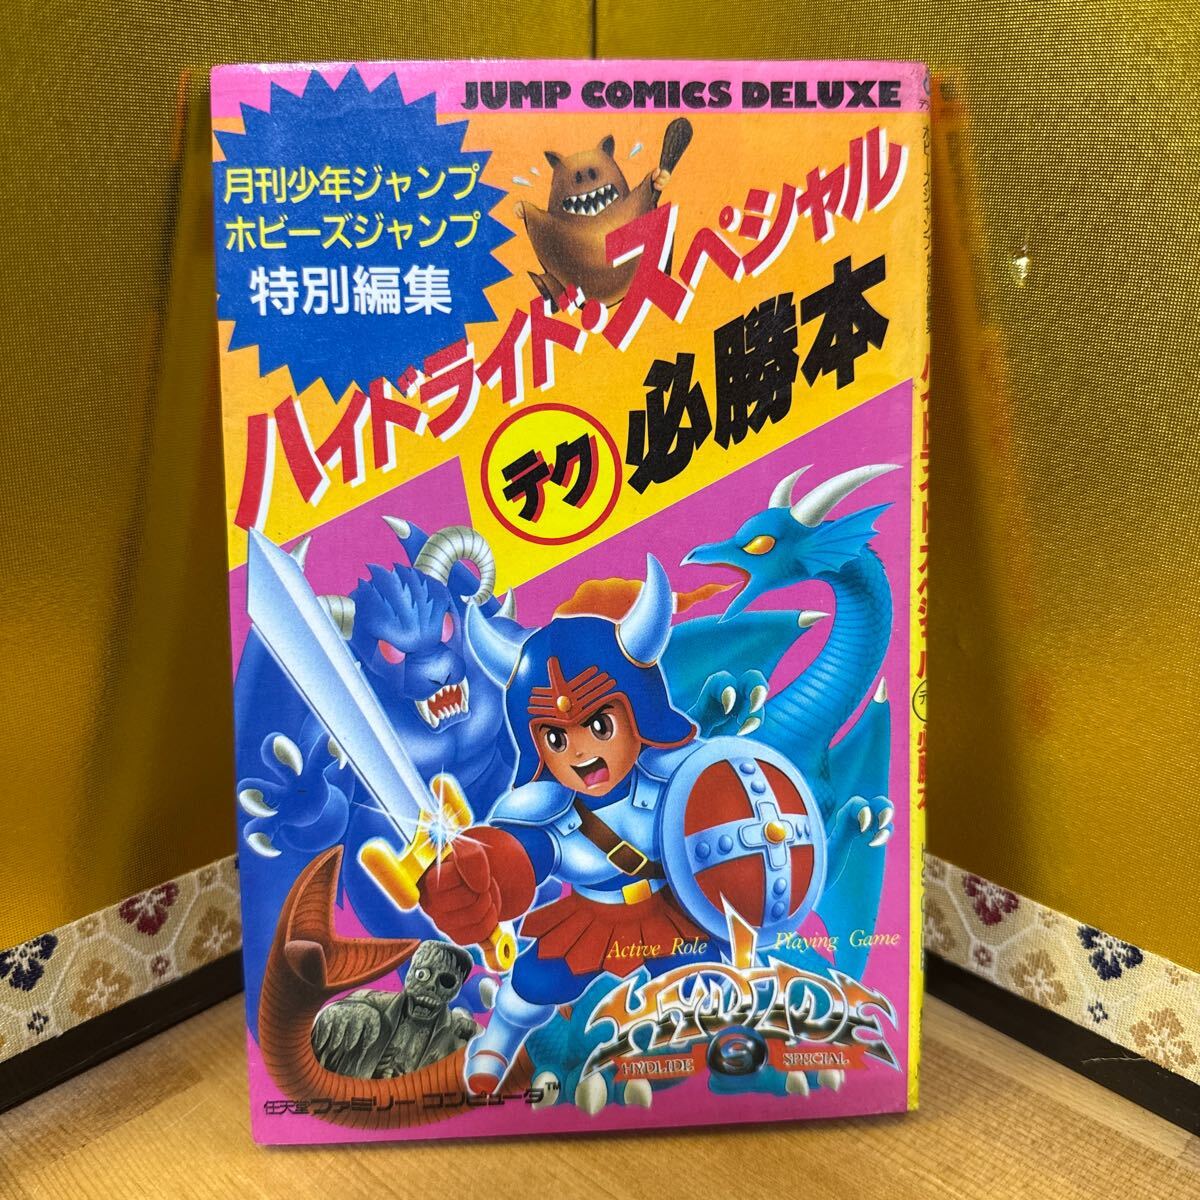 JUMP COMICS DELUXE
月刊少年ジャンプ
ホビーズジャンプ
特別編集
ハイドライド・スペシャル
テク
必勝本
Active Role Playing Game
HYDLIDE
S
HYDLIDE SPECIAL
任天堂ファミリーコンピュータ™